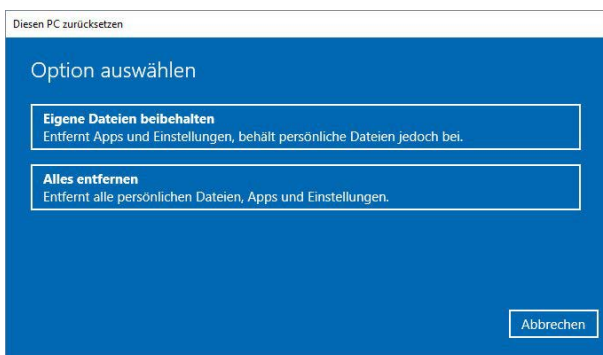 Diesen PC zurücksetzen
Option auswählen
Eigene Dateien beibehalten
Entfernt Apps und Einstellungen, behält persönliche Dateien jedoch bei.
Alles entfernen
Entfernt alle persönlichen Dateien, Apps und Einstellungen.
Abbrechen